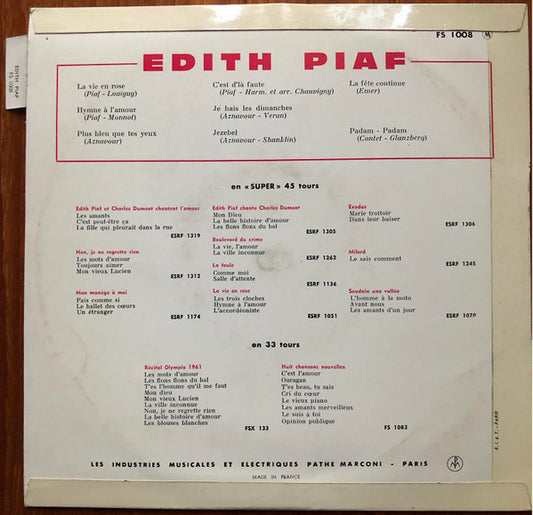 FS 1008 M
EDITH PIAF
FS 1008
EDITH PIAF
La vie en rose
(Piaf - Louiguy)
C'est d'la faute
(Piaf - Harm. et arr. Chauvigny)
La fête continue
(Emer)
Hymne à l'amour
(Piaf - Monnot)
Je hais les dimanches
(Aznavour - Veran)
Plus bleu que tes yeux
(Aznavour)
Jezebel
(Aznavour - Shanklin)
Padam - Padam
(Contet - Glanzberg)
en «SUPER» 45 tours
Edith Piaf et Charles Dumont chantent l'amour
Les amants
C'est peut-être ça
La fille qui pleurait dans la rue
ESRF 1319
Non, je ne regrette rien
Les mots d'amour
Toujours aimer
Mon vieux Lucien
ESRF 1312
Mon manège à moi
Fais comme si
Le ballet des cœurs
Un étranger
ESRF 1174
Edith Piaf chante Charles Dumont
Mon Dieu
La belle histoire d'amour
Les flons flons du bal
ESRF 1305
Boulevard du crime
La vie, l'amour
La ville inconnue
ESRF 1262
La foule
Comme moi
Salle d'attente
ESRF 1136
La vie en rose
Les trois cloches
Hymne à l'amour
L'accordéoniste
ESRF 1051
Exodus
Marie trottoir
Dans leur baiser
ESRF 1306
Milord
Je sais comment
ESRF 1245
Soudain une vallée
L'homme à la moto
Avant nous
Les amants d'un jour
ESRF 1070
en 33 tours
Récital Olympia 1961
Les mots d'amour
Les flons flons du bal
T'es l'homme qu'il me faut
Mon dieu
Mon vieux Lucien
La ville inconnue
Non, je ne regrette rien
La belle histoire d'amour
Les blouses blanches
FSX 133
Huit chansons nouvelles
C'est l'amour
Ouragan
T'es beau, tu sais
Cri du cœur
Le vieux piano
Les amants merveilleux
Je suis à toi
Opinion publique
FS 1083
LES INDUSTRIES MUSICALES ET ELECTRIQUES PATHE MARCONI - PARIS
MADE IN FRANCE